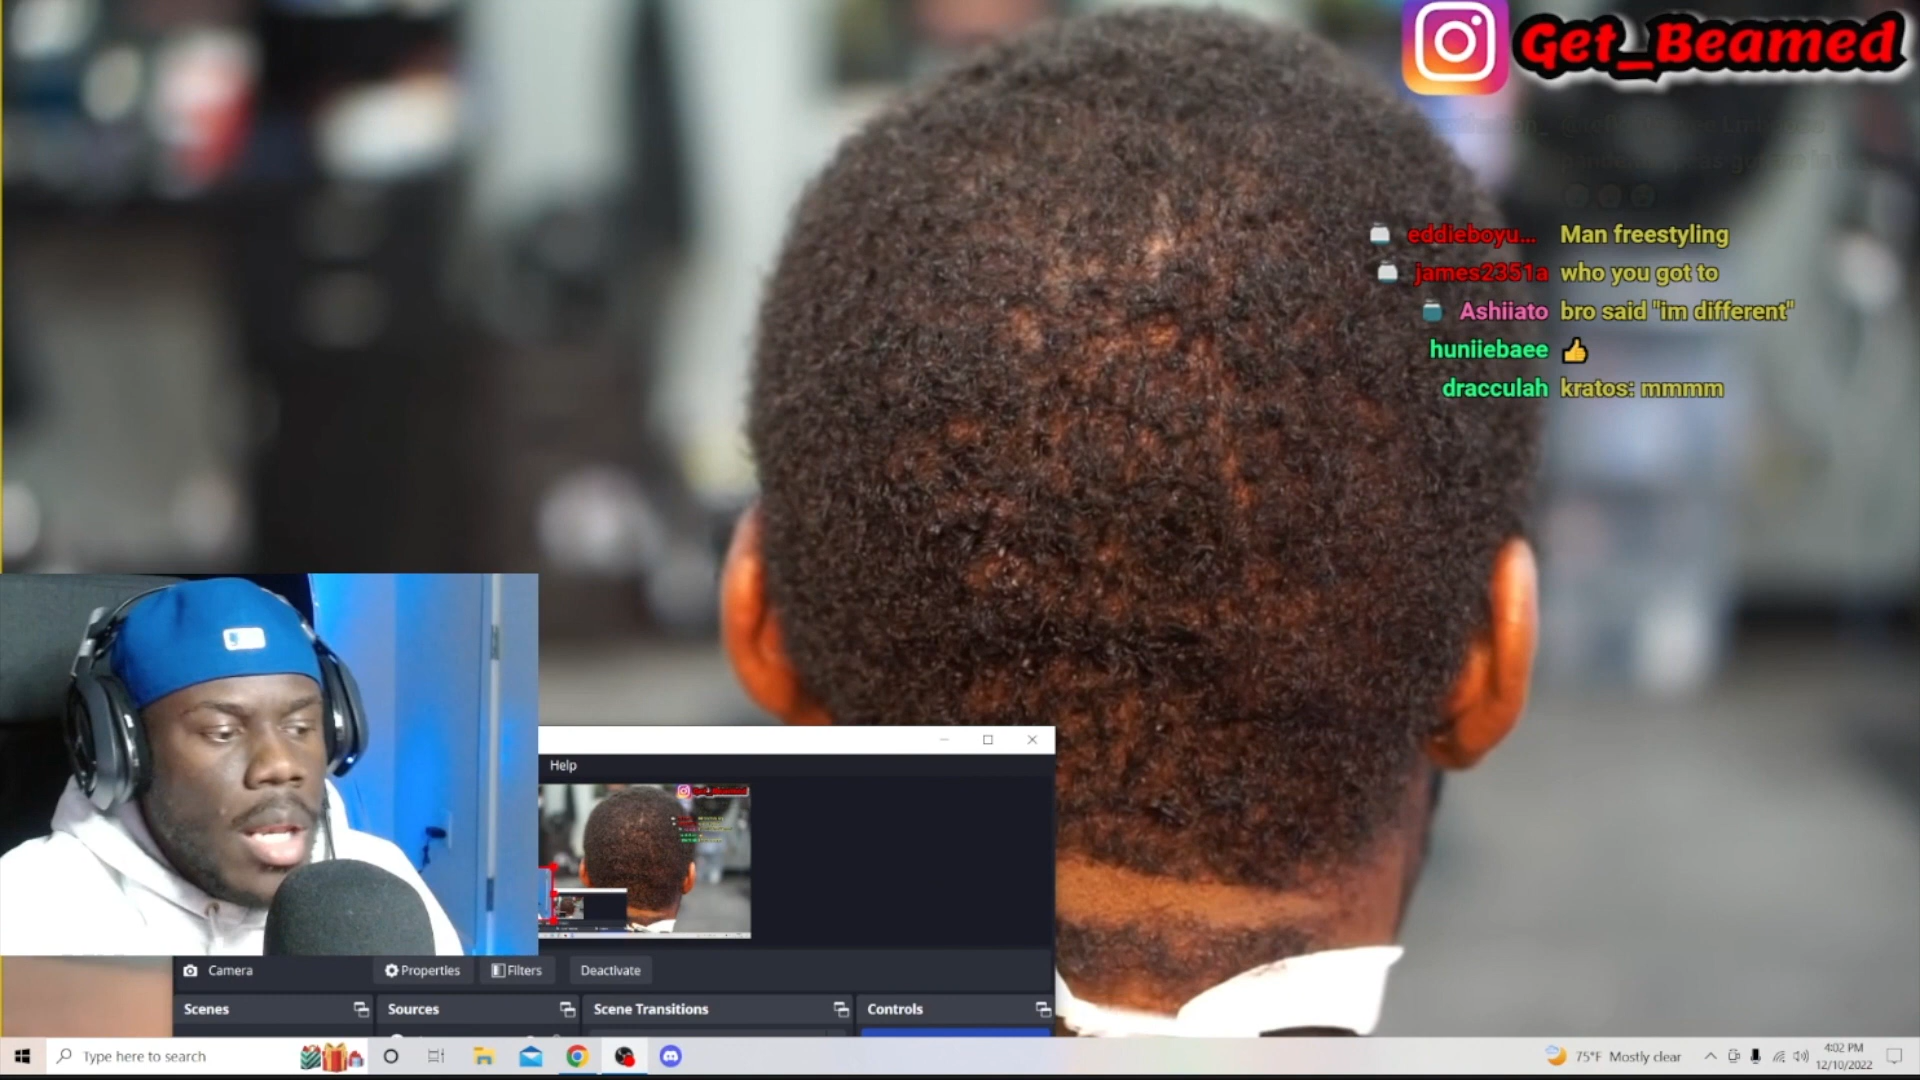 Get_Beamed
eddieboyu... Man freestyling
james2351a who you got to
Ashiiato bro said "im different"
huniiebaee 👍
dracculah kratos: mmmm
Help
Camera Properties Filters Deactivate
Scenes Sources Scene Transitions Controls
Type here to search
75°F Mostly clear
4:02 PM
12/10/2022